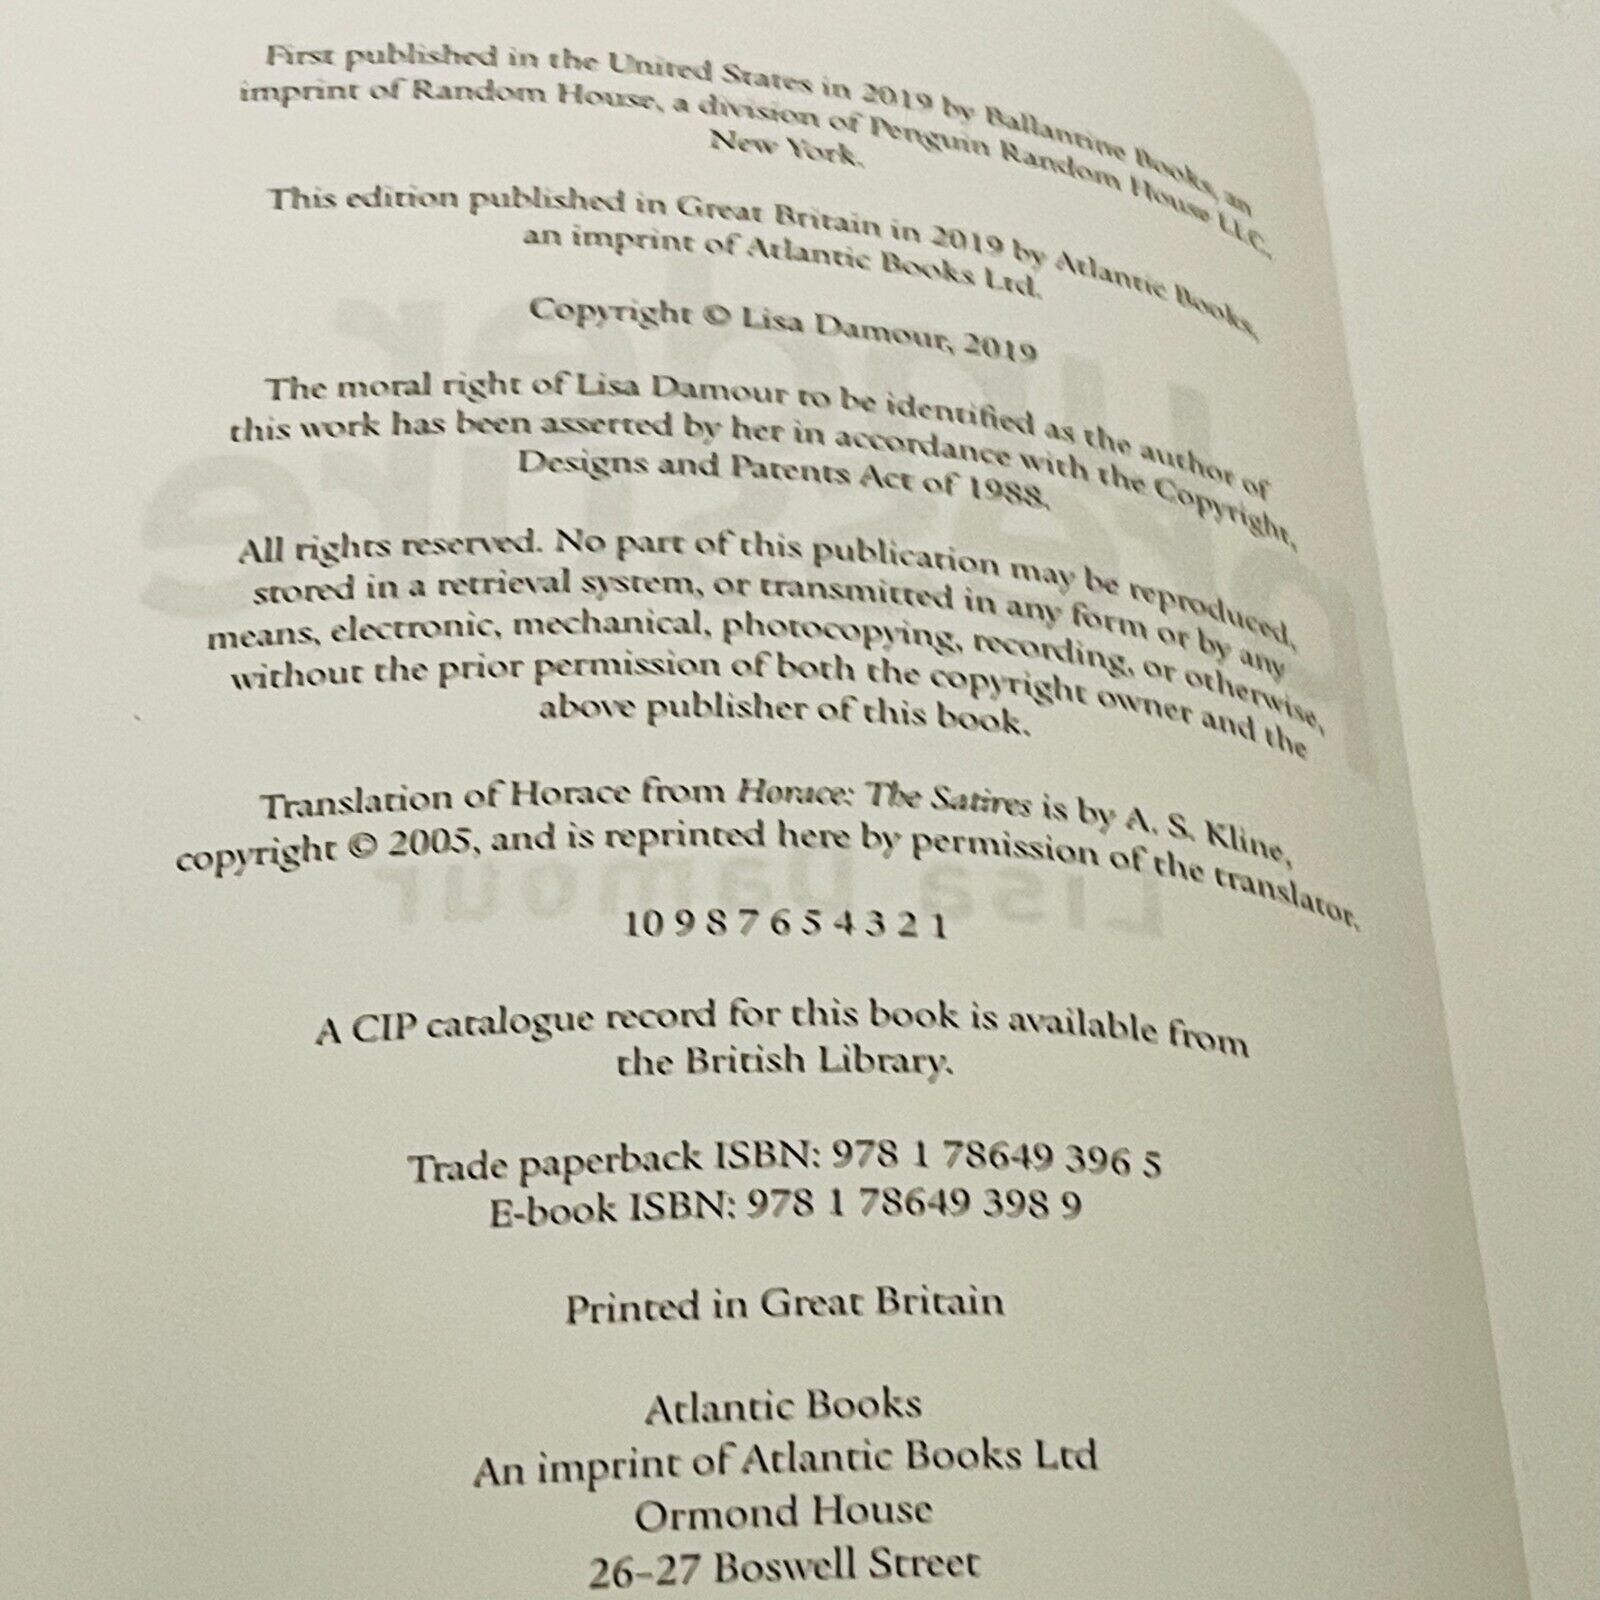 First published in the United States in 2019 by Ballantine Books, an
imprint of Random House, a division of Penguin Random House LLC,
New York.
This edition published in Great Britain in 2019 by Atlantic Books,
an imprint of Atlantic Books Ltd.
Copyright © Lisa Damour, 2019
The moral right of Lisa Damour to be identified as the author of
this work has been asserted by her in accordance with the Copyright,
Designs and Patents Act of 1988.
All rights reserved. No part of this publication may be reproduced,
stored in a retrieval system, or transmitted in any form or by any
means, electronic, mechanical, photocopying, recording, or otherwise,
without the prior permission of both the copyright owner and the
above publisher of this book.
Translation of Horace from Horace: The Satires is by A. S. Kline,
copyright © 2005, and is reprinted here by permission of the translator.
10 9 8 7 6 5 4 3 2 1
A CIP catalogue record for this book is available from
the British Library.
Trade paperback ISBN: 978 1 78649 396 5
E-book ISBN: 978 1 78649 398 9
Printed in Great Britain
Atlantic Books
An imprint of Atlantic Books Ltd
Ormond House
26–27 Boswell Street